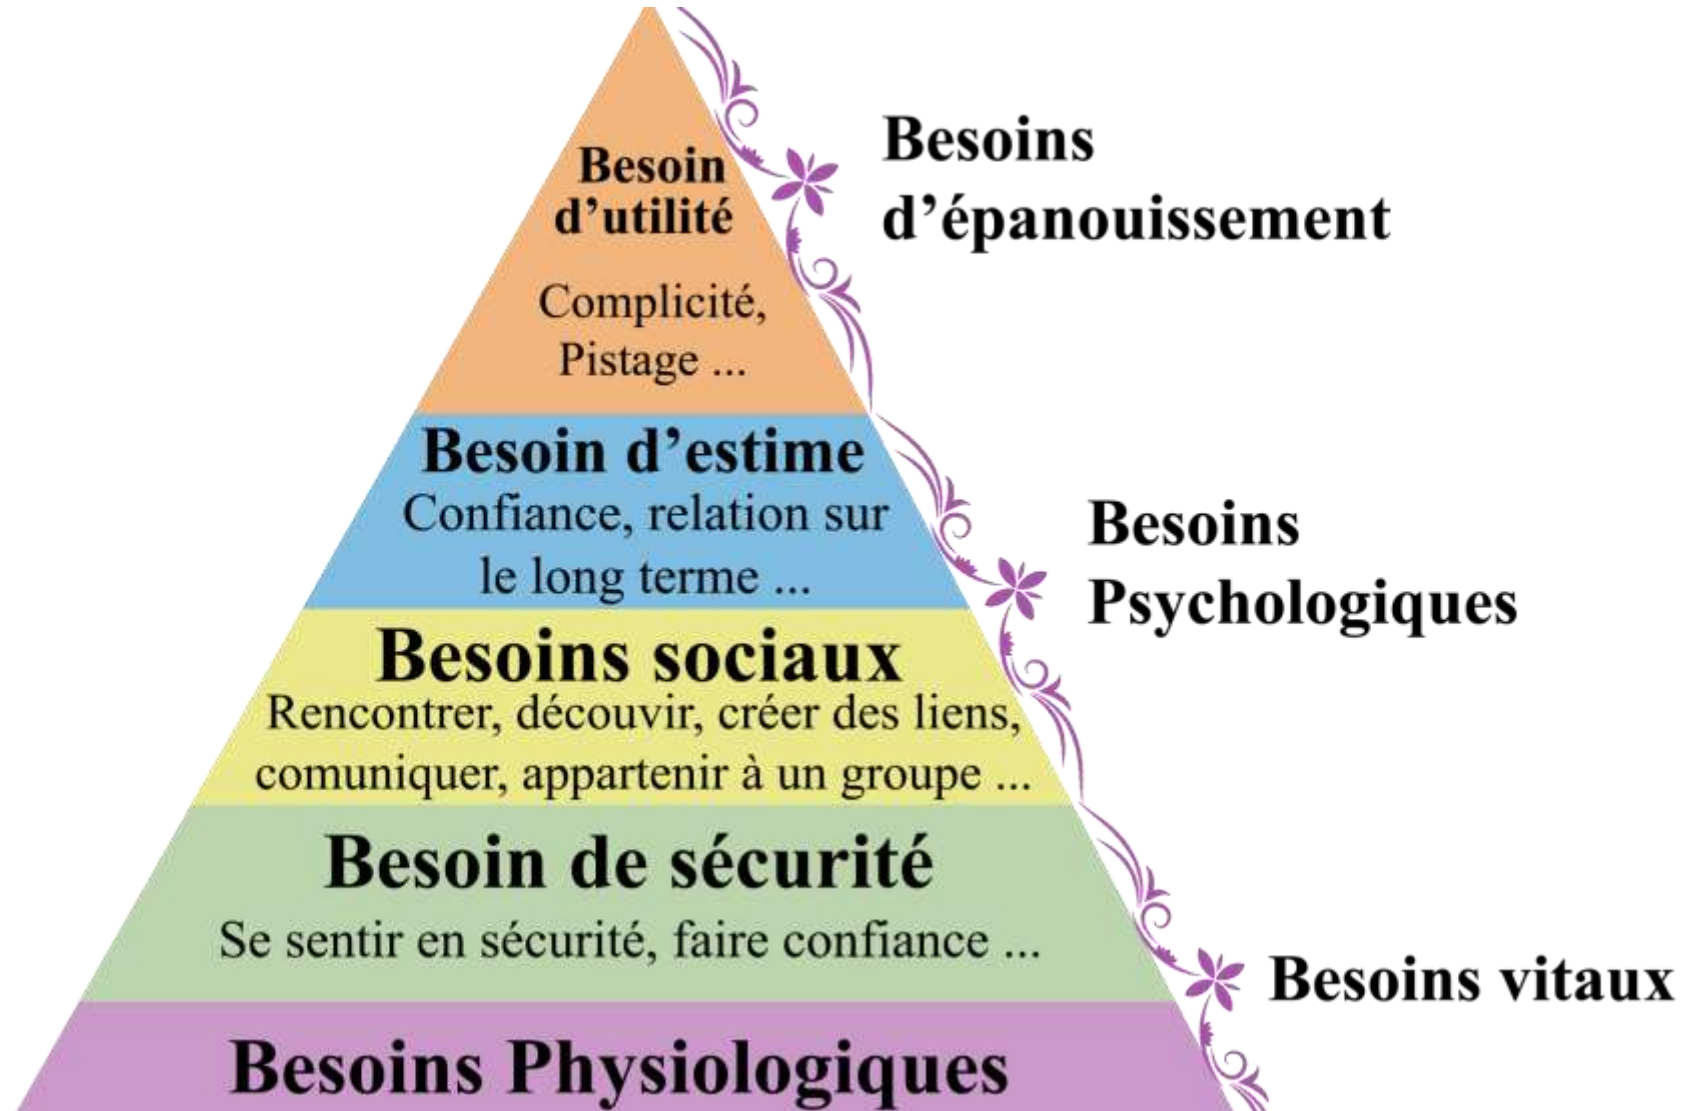 Besoin
d’utilité
Complicité,
Pistage ...
Besoins
d’épanouissement
Besoin d’estime
Confiance, relation sur
le long terme ...
Besoins
Psychologiques
Besoins sociaux
Rencontrer, découvir, créer des liens,
comuniquer, appartenir à un groupe ...
Besoin de sécurité
Se sentir en sécurité, faire confiance ...
Besoins vitaux
Besoins Physiologiques